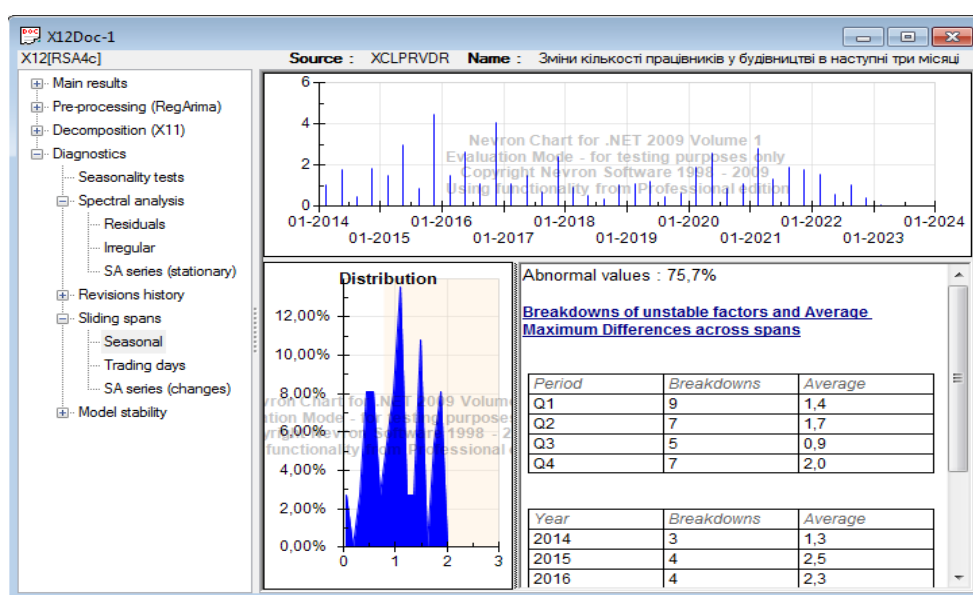 X12Doc-1
X12[RSA4c]
Source : XCLPRVDR Name : Зміни кількості працівників у будівництві в наступні три місяці
Main results
Pre-processing (RegArima)
Decomposition (X11)
Diagnostics
Seasonality tests
Spectral analysis
Residuals
Irregular
SA series (stationary)
Revisions history
Sliding spans
Seasonal
Trading days
SA series (changes)
Model stability
6
4
2
0
Nevron Chart for .NET 2009 Volume 1
Evaluation Mode - for testing purposes only
Copyright Nevron Software 1998 - 2009
Using functionality from Professional edition
01-2014 01-2016 01-2018 01-2020 01-2022 01-2024
01-2015 01-2017 01-2019 01-2021 01-2023
Distribution
12,00%
10,00%
8,00%
6,00%
4,00%
2,00%
0,00%
0 1 2 3
Abnormal values : 75,7%
Breakdowns of unstable factors and Average
Maximum Differences across spans
Period Breakdowns Average
Q1 9 1,4
Q2 7 1,7
Q3 5 0,9
Q4 7 2,0
Year Breakdowns Average
2014 3 1,3
2015 4 2,5
2016 4 2,3